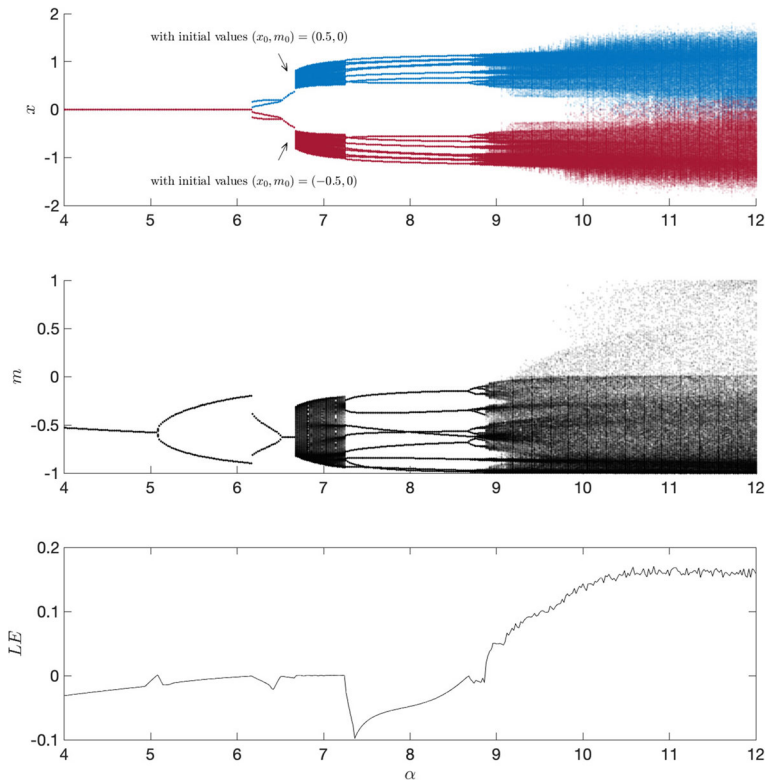 2
with initial values (x₀, m₀) = (0.5, 0)
1
x
0
-1
with initial values (x₀, m₀) = (−0.5, 0)
-2
4 5 6 7 8 9 10 11 12
1
0.5
m
0
-0.5
-1
4 5 6 7 8 9 10 11 12
0.2
0.1
LE
0
-0.1
4 5 6 7 8 9 10 11 12
α